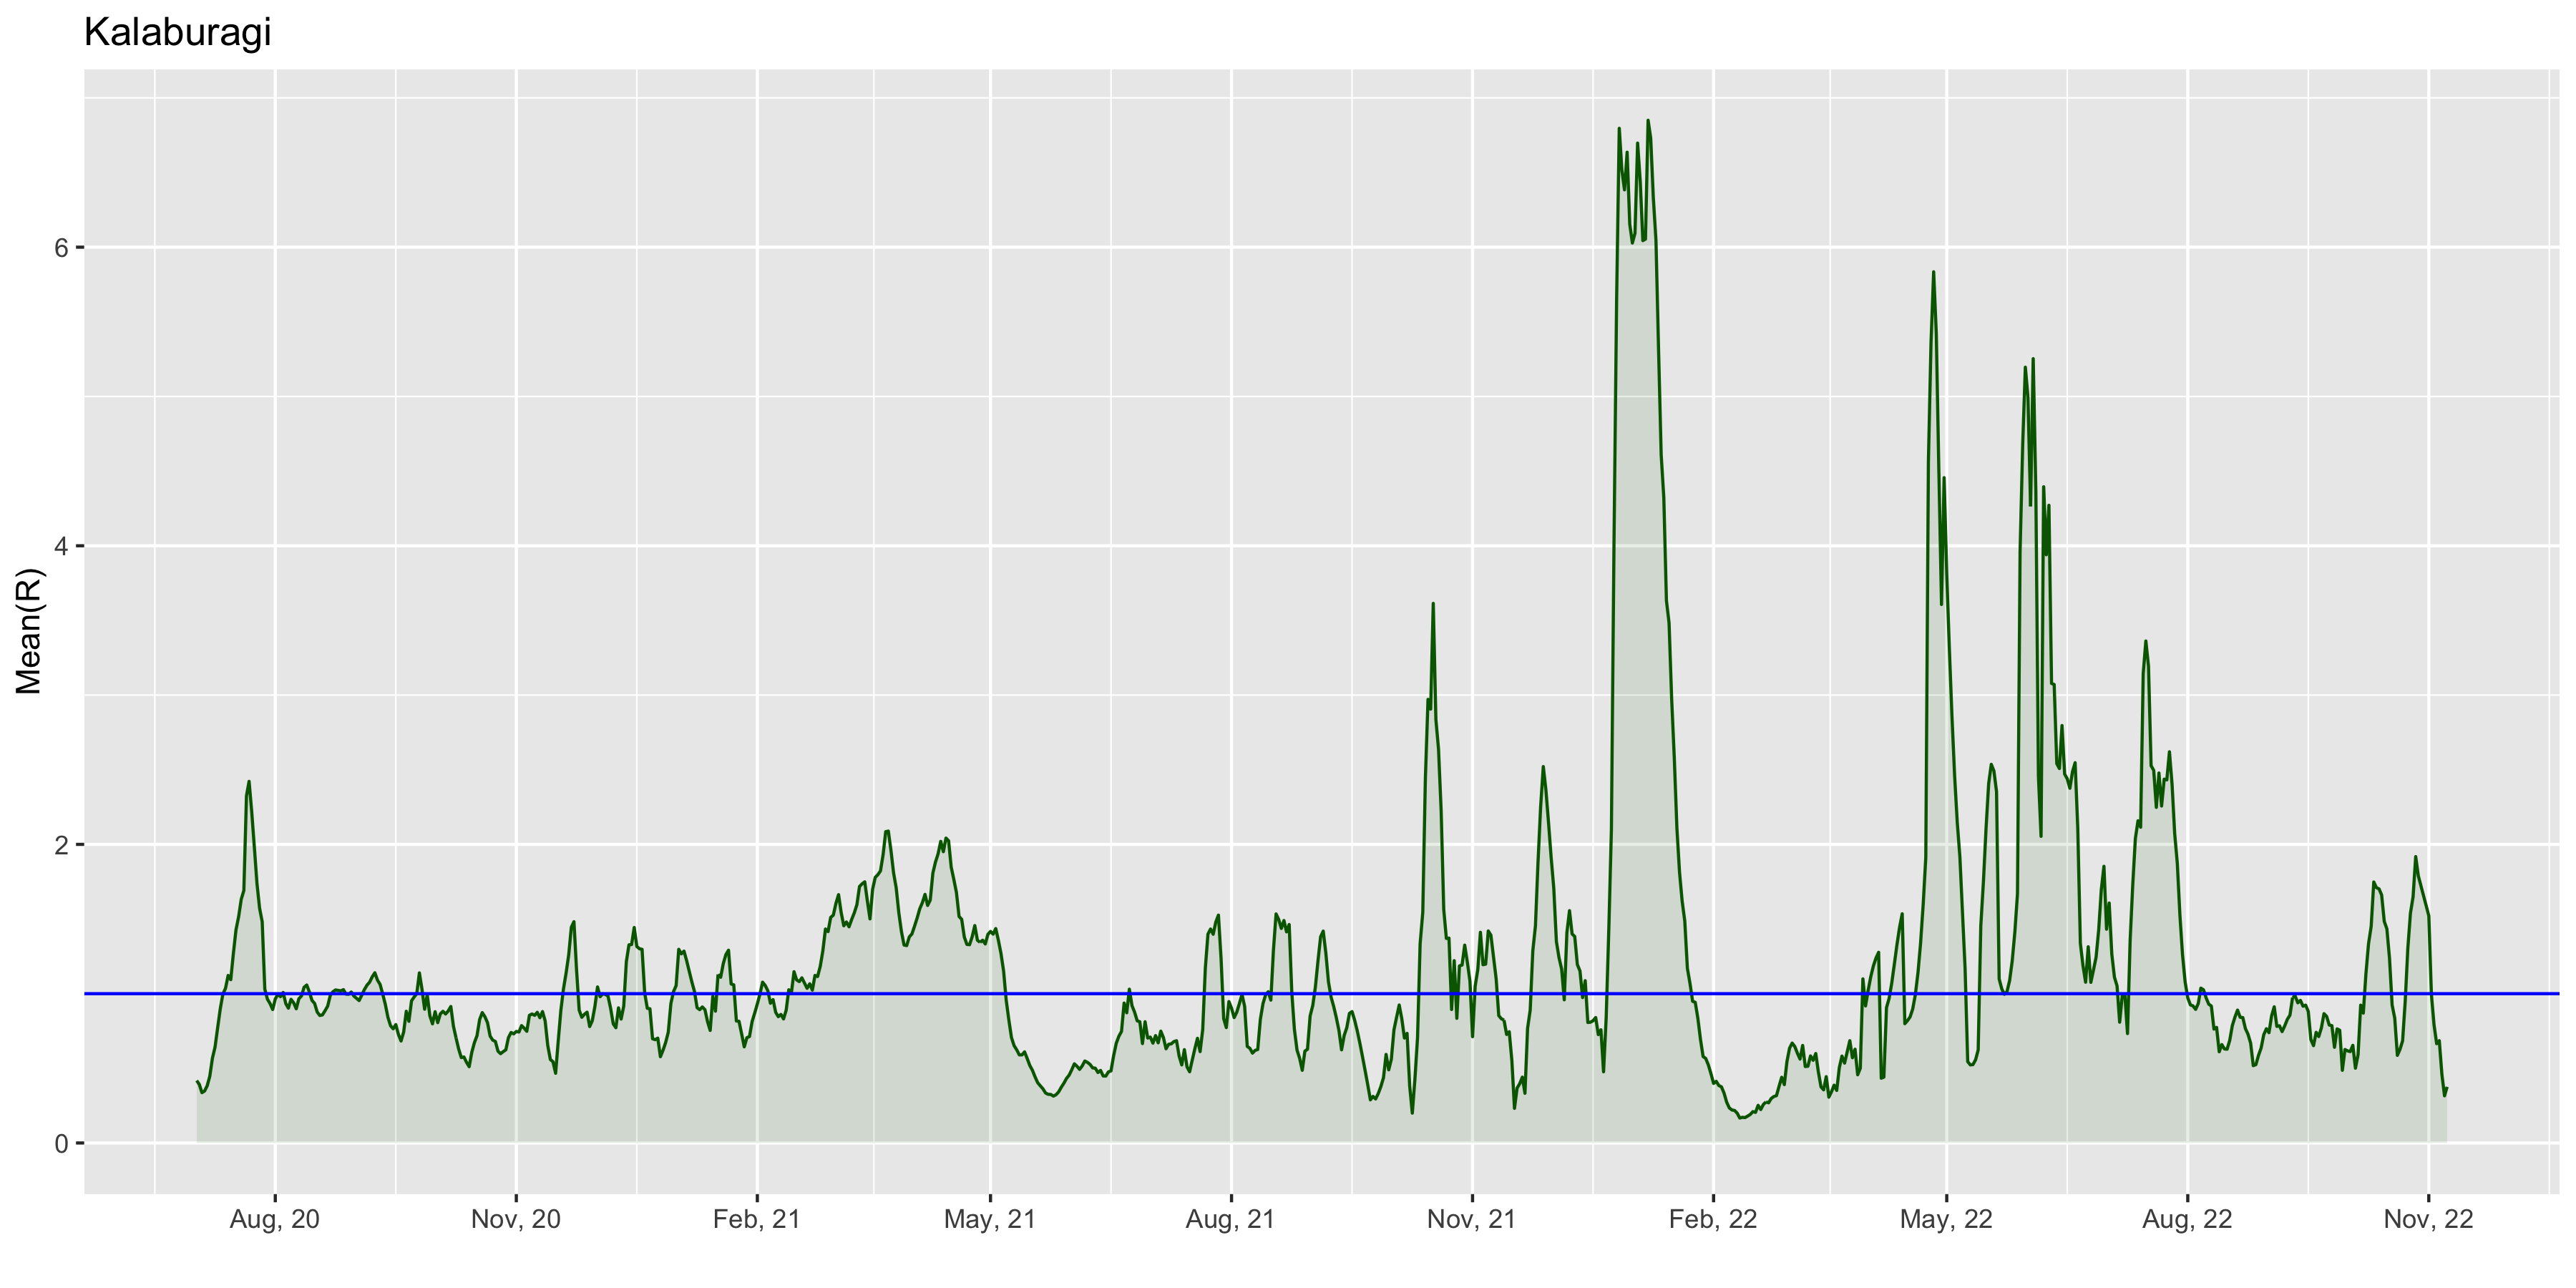 Kalaburagi
Mean(R)
6
4
2
0
Aug, 20 Nov, 20 Feb, 21 May, 21 Aug, 21 Nov, 21 Feb, 22 May, 22 Aug, 22 Nov, 22